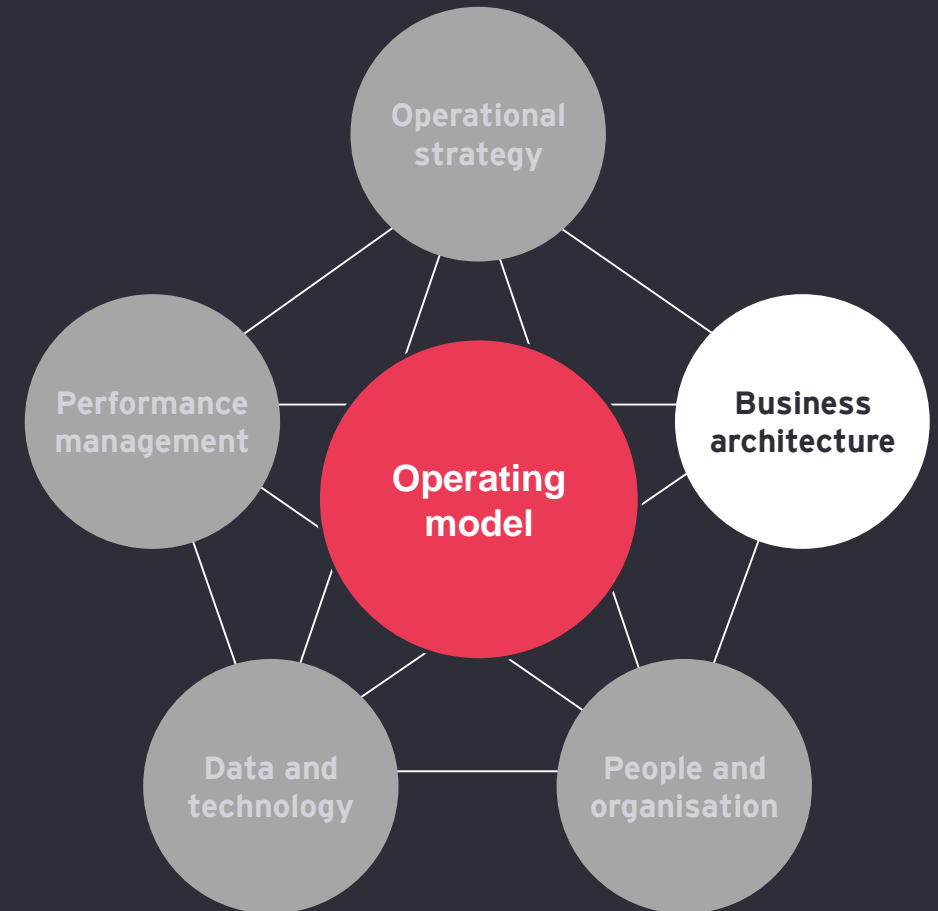 Operational
strategy
Performance
management
Business
architecture
Operating
model
Data and
technology
People and
organisation